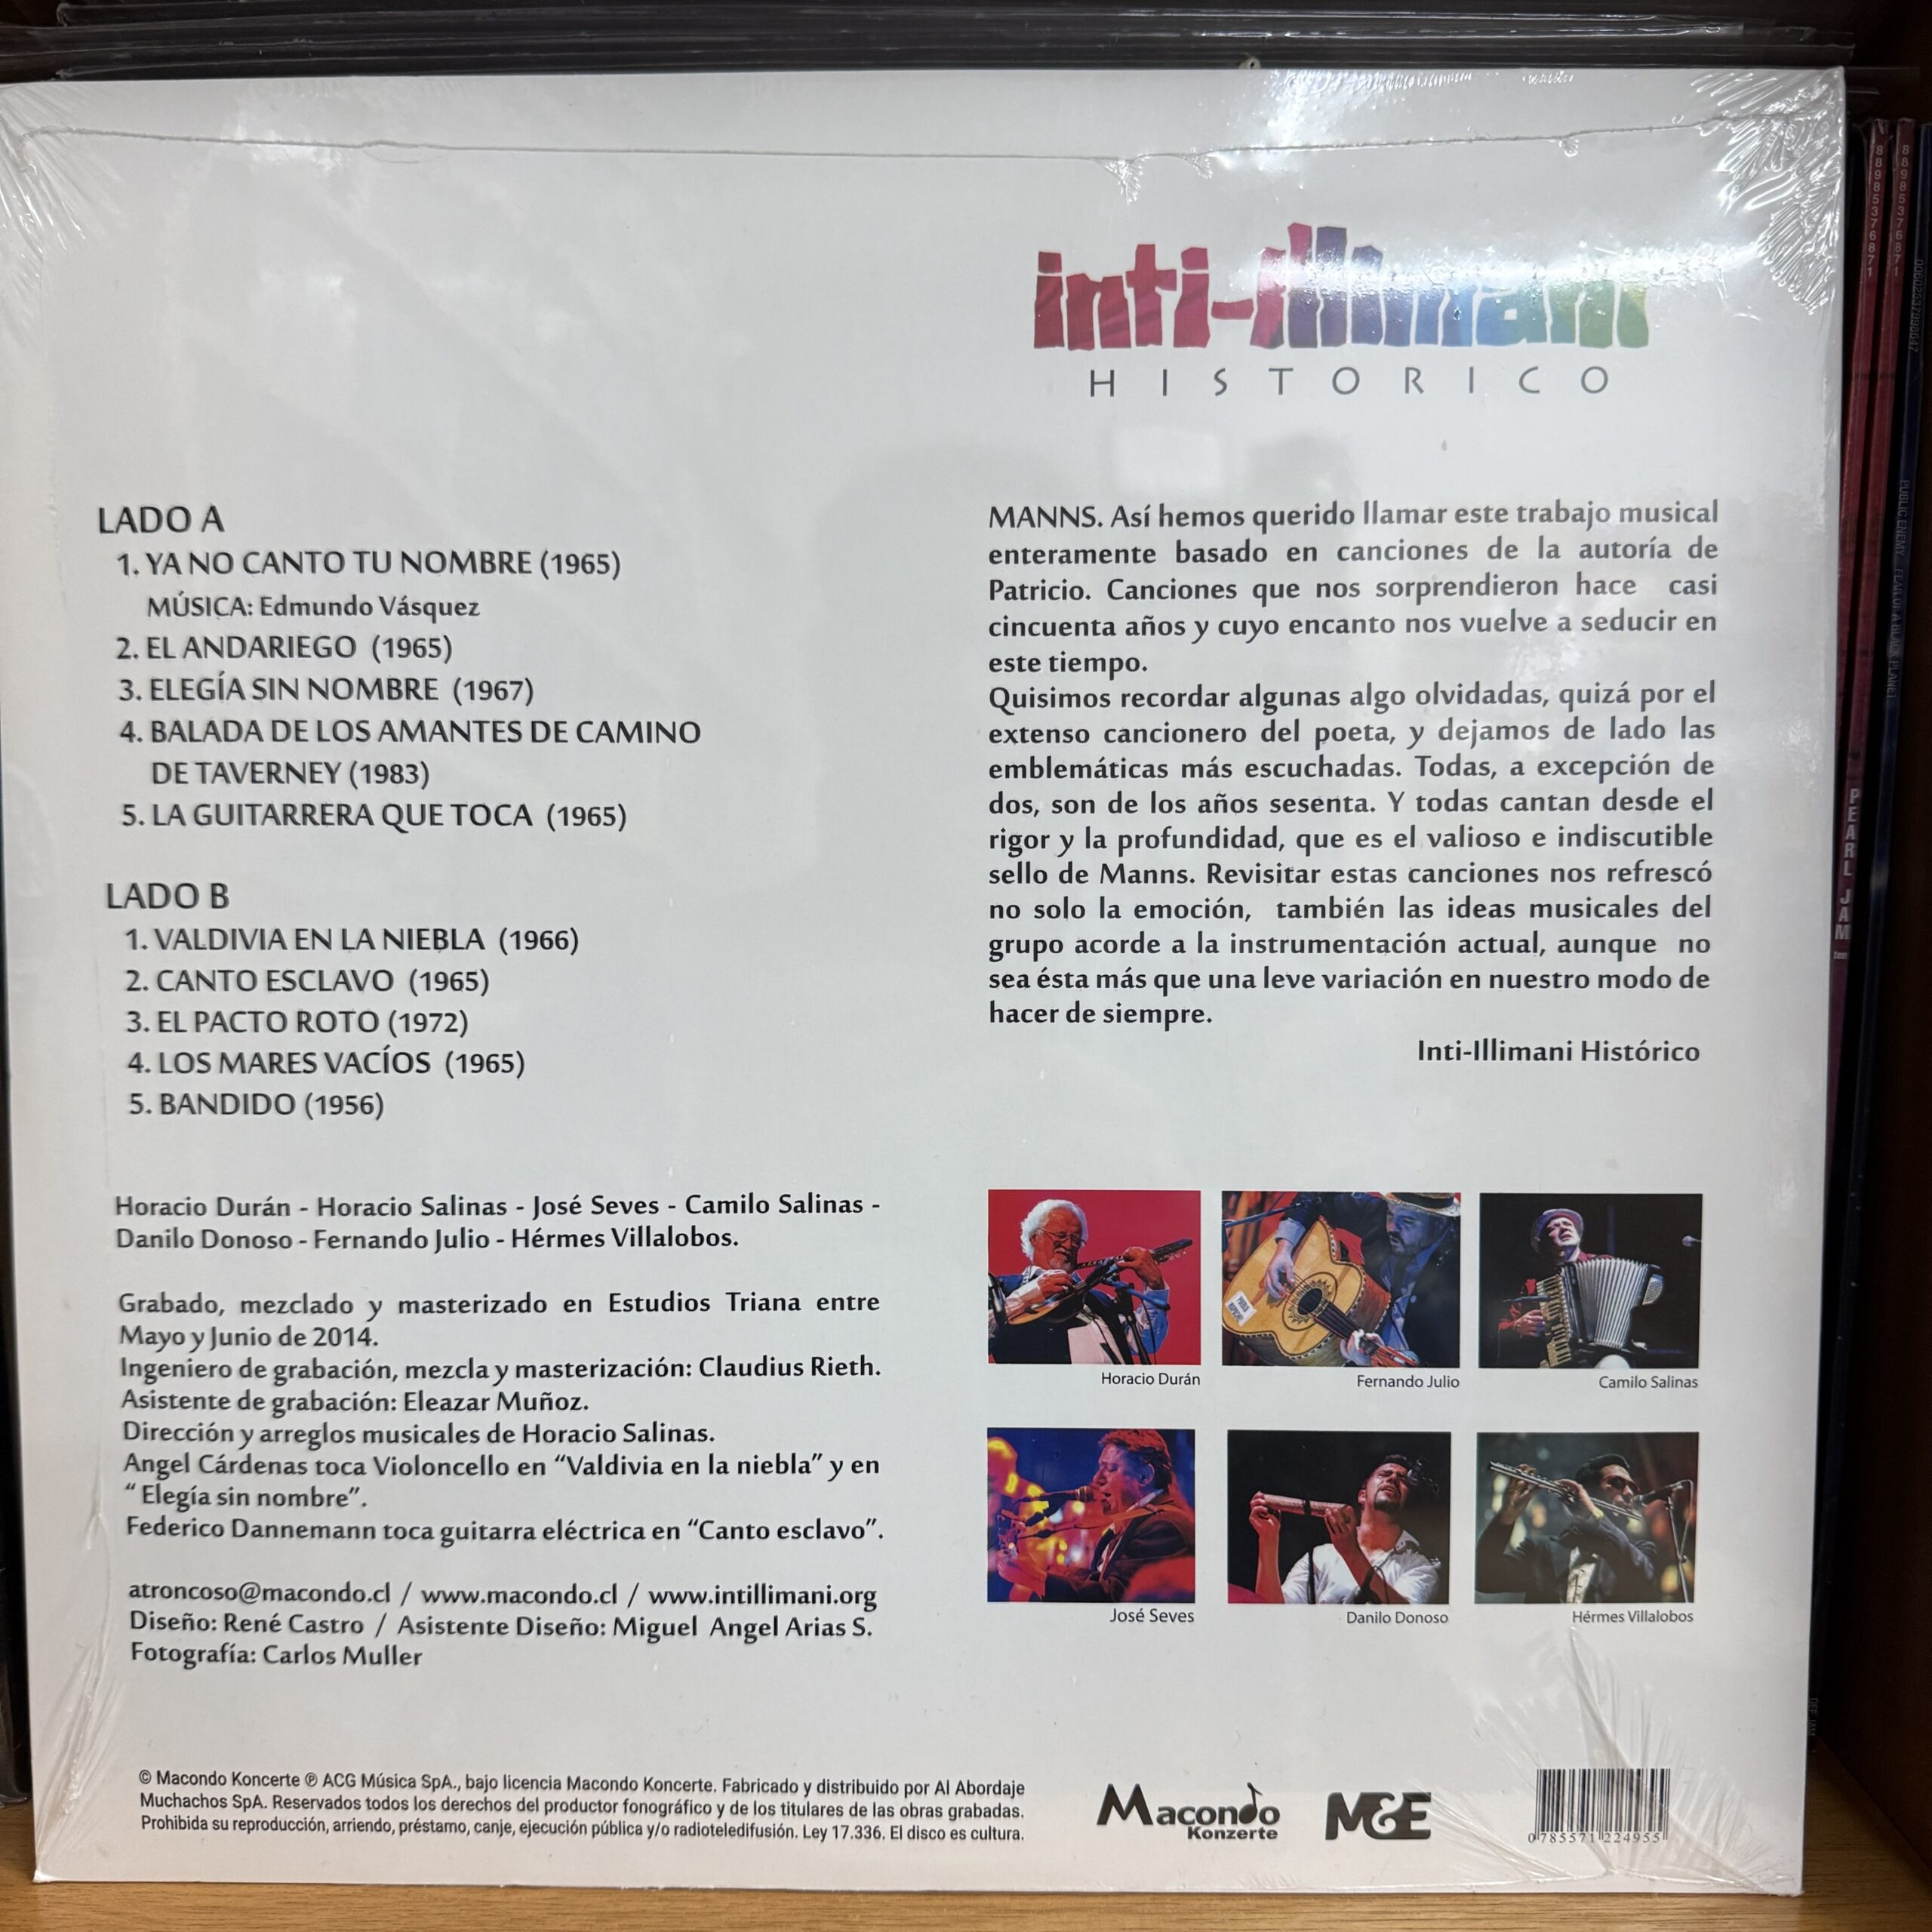 inti-illimani
HISTORICO
LADO A
1. YA NO CANTO TU NOMBRE (1965)
MÚSICA: Edmundo Vásquez
2. EL ANDARIEGO (1965)
3. ELEGÍA SIN NOMBRE (1967)
4. BALADA DE LOS AMANTES DE CAMINO
DE TAVERNEY (1983)
5. LA GUITARRERA QUE TOCA (1965)
LADO B
1. VALDIVIA EN LA NIEBLA (1966)
2. CANTO ESCLAVO (1965)
3. EL PACTO ROTO (1972)
4. LOS MARES VACÍOS (1965)
5. BANDIDO (1956)
Horacio Durán - Horacio Salinas - José Seves - Camilo Salinas -
Danilo Donoso - Fernando Julio - Hérmes Villalobos.
Grabado, mezclado y masterizado en Estudios Triana entre
Mayo y Junio de 2014.
Ingeniero de grabación, mezcla y masterización: Claudius Rieth.
Asistente de grabación: Eleazar Muñoz.
Dirección y arreglos musicales de Horacio Salinas.
Angel Cárdenas toca Violoncello en “Valdivia en la niebla” y en
“ Elegía sin nombre”.
Federico Dannemann toca guitarra eléctrica en “Canto esclavo”.
atroncoso@macondo.cl / www.macondo.cl / www.intillimani.org
Diseño: René Castro / Asistente Diseño: Miguel Angel Arias S.
Fotografía: Carlos Muller
MANNS. Así hemos querido llamar este trabajo musical
enteramente basado en canciones de la autoría de
Patricio. Canciones que nos sorprendieron hace casi
cincuenta años y cuyo encanto nos vuelve a seducir en
este tiempo.
Quisimos recordar algunas algo olvidadas, quizá por el
extenso cancionero del poeta, y dejamos de lado las
emblemáticas más escuchadas. Todas, a excepción de
dos, son de los años sesenta. Y todas cantan desde el
rigor y la profundidad, que es el valioso e indiscutible
sello de Manns. Revisitar estas canciones nos refrescó
no solo la emoción, también las ideas musicales del
grupo acorde a la instrumentación actual, aunque no
sea ésta más que una leve variación en nuestro modo de
hacer de siempre.
Inti-Illimani Histórico
Horacio Durán
Fernando Julio
Camilo Salinas
José Seves
Danilo Donoso
Hérmes Villalobos
© Macondo Koncerte ℗ ACG Música SpA., bajo licencia Macondo Koncerte. Fabricado y distribuido por Al Abordaje
Muchachos SpA. Reservados todos los derechos del productor fonográfico y de los titulares de las obras grabadas.
Prohibida su reproducción, arriendo, préstamo, canje, ejecución pública y/o radioteledifusión. Ley 17.336. El disco es cultura.
Macondo
Konzerte
M&E
0 785571 224955
88985376871
88985376871
PEARL JAM
PUBLIC ENEMY FEAR OF A BLACK PLANET
DEF JAM